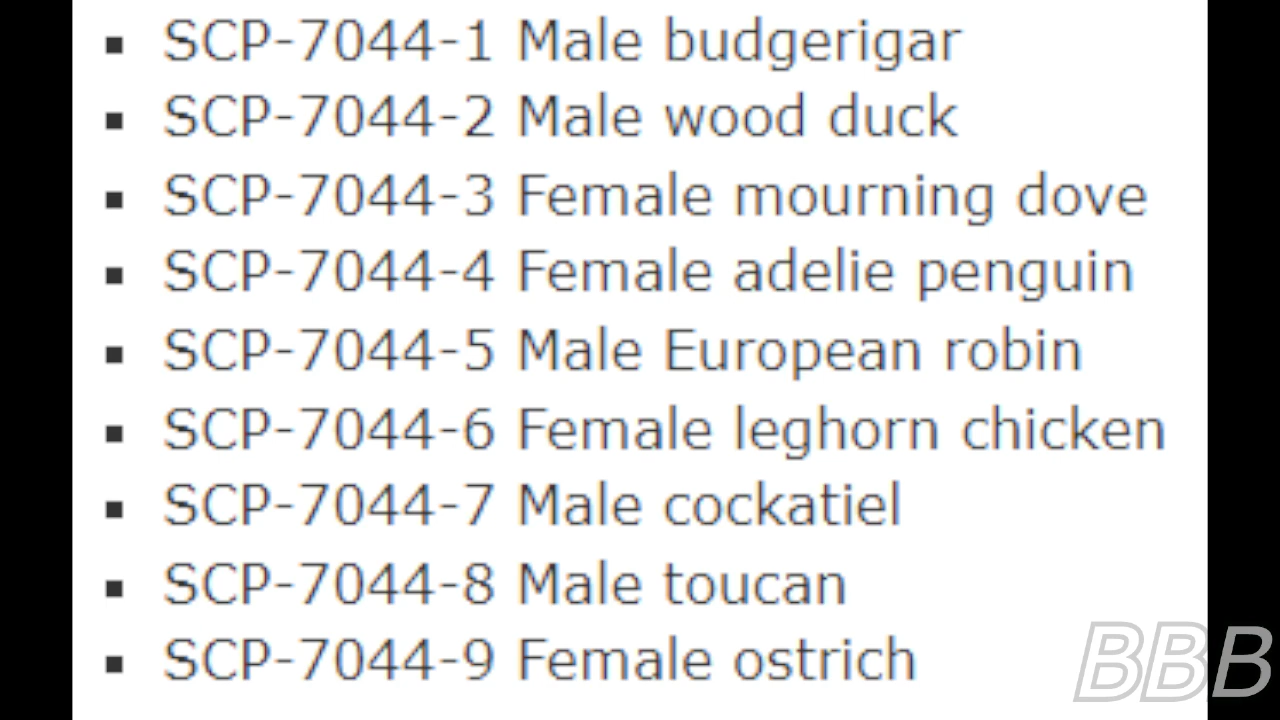 SCP-7044-1 Male budgerigar
SCP-7044-2 Male wood duck
SCP-7044-3 Female mourning dove
SCP-7044-4 Female adelie penguin
SCP-7044-5 Male European robin
SCP-7044-6 Female leghorn chicken
SCP-7044-7 Male cockatiel
SCP-7044-8 Male toucan
SCP-7044-9 Female ostrich
BBB